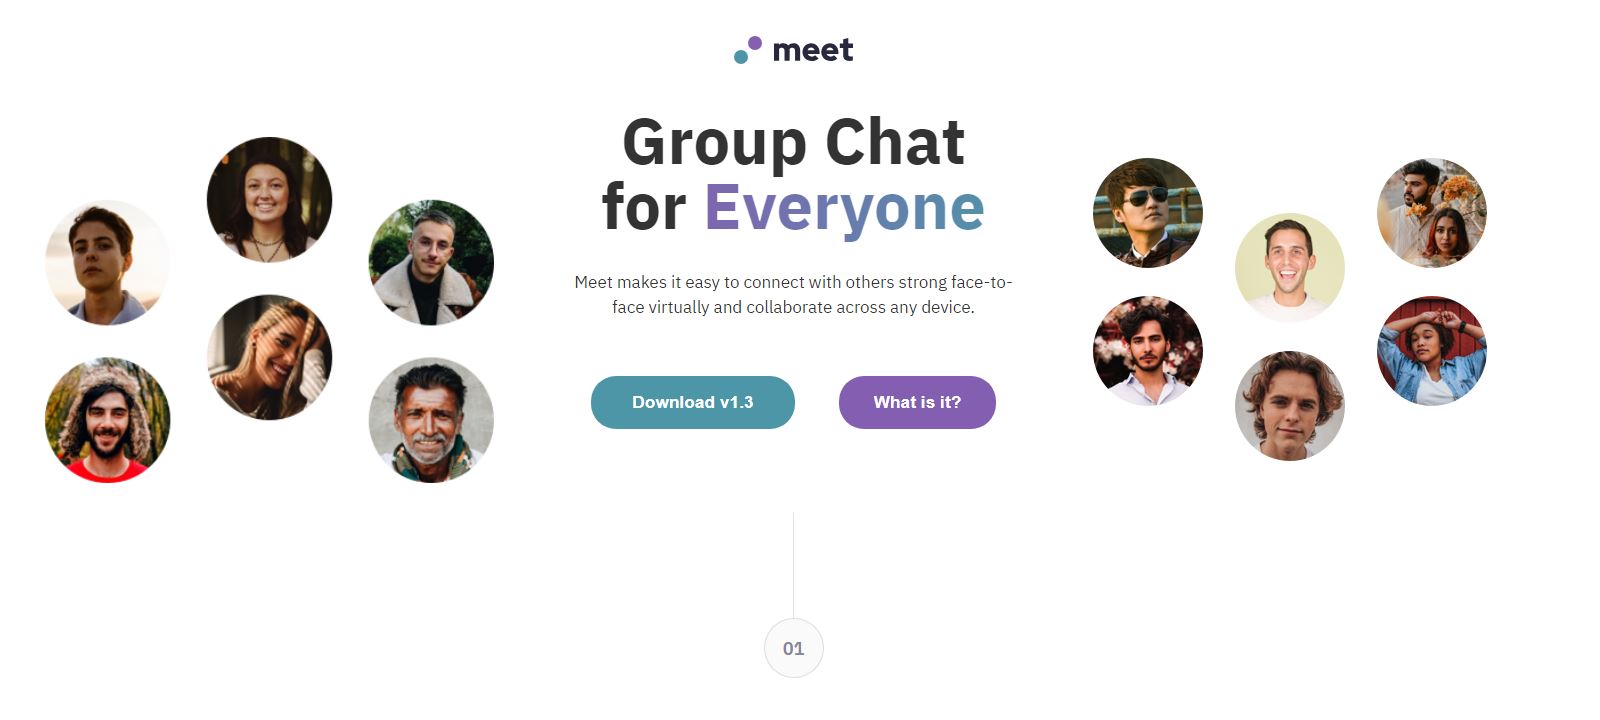 meet
Group Chat
for Everyone
Meet makes it easy to connect with others strong face-to-
face virtually and collaborate across any device.
Download v1.3
What is it?
01